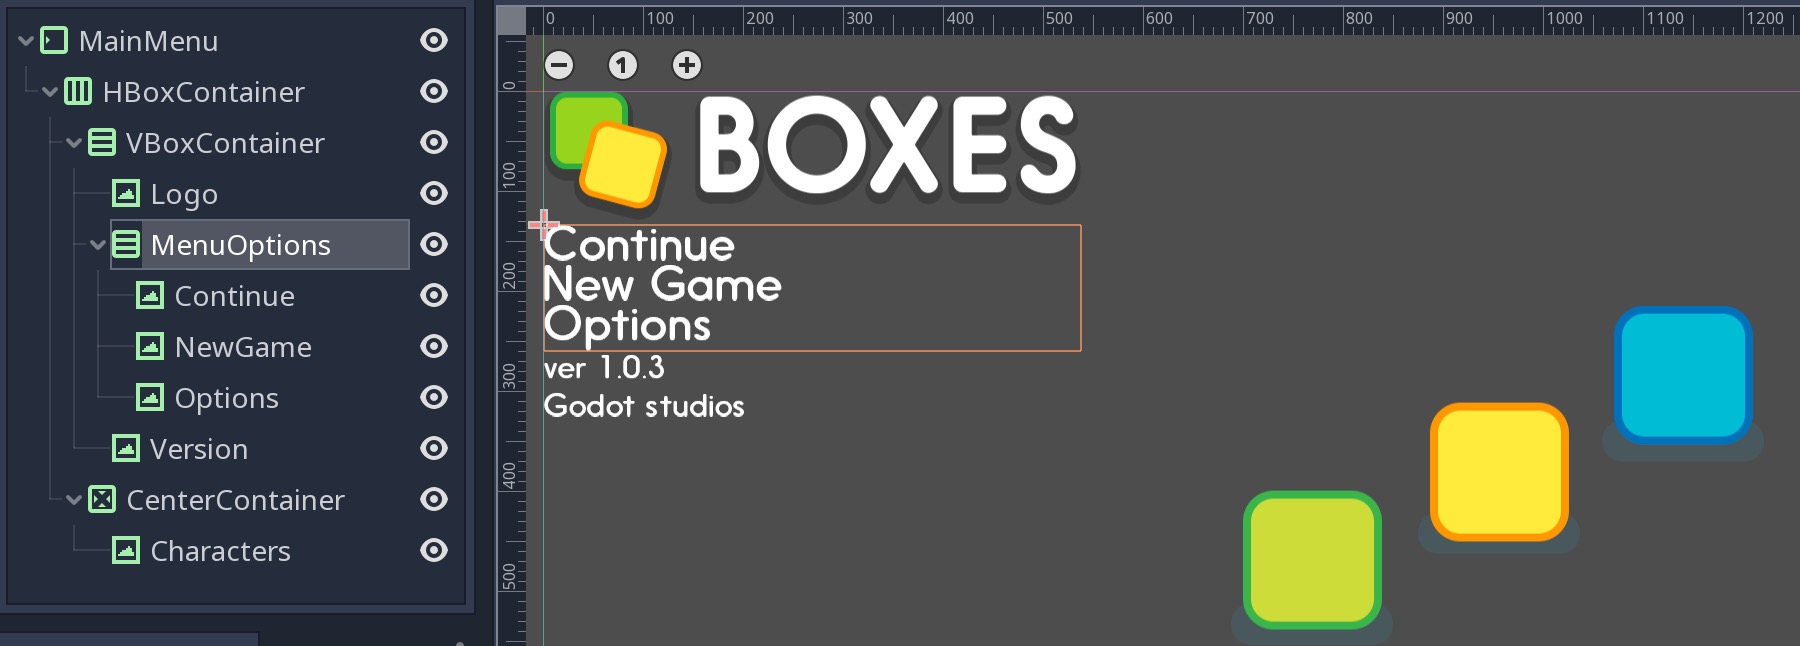 MainMenu
HBoxContainer
VBoxContainer
Logo
MenuOptions
Continue
NewGame
Options
Version
CenterContainer
Characters
0 100 200 300 400 500 600 700 800 900 1000 1100 1200
0
100
200
300
400
500
1
BOXES
Continue
New Game
Options
ver 1.0.3
Godot studios